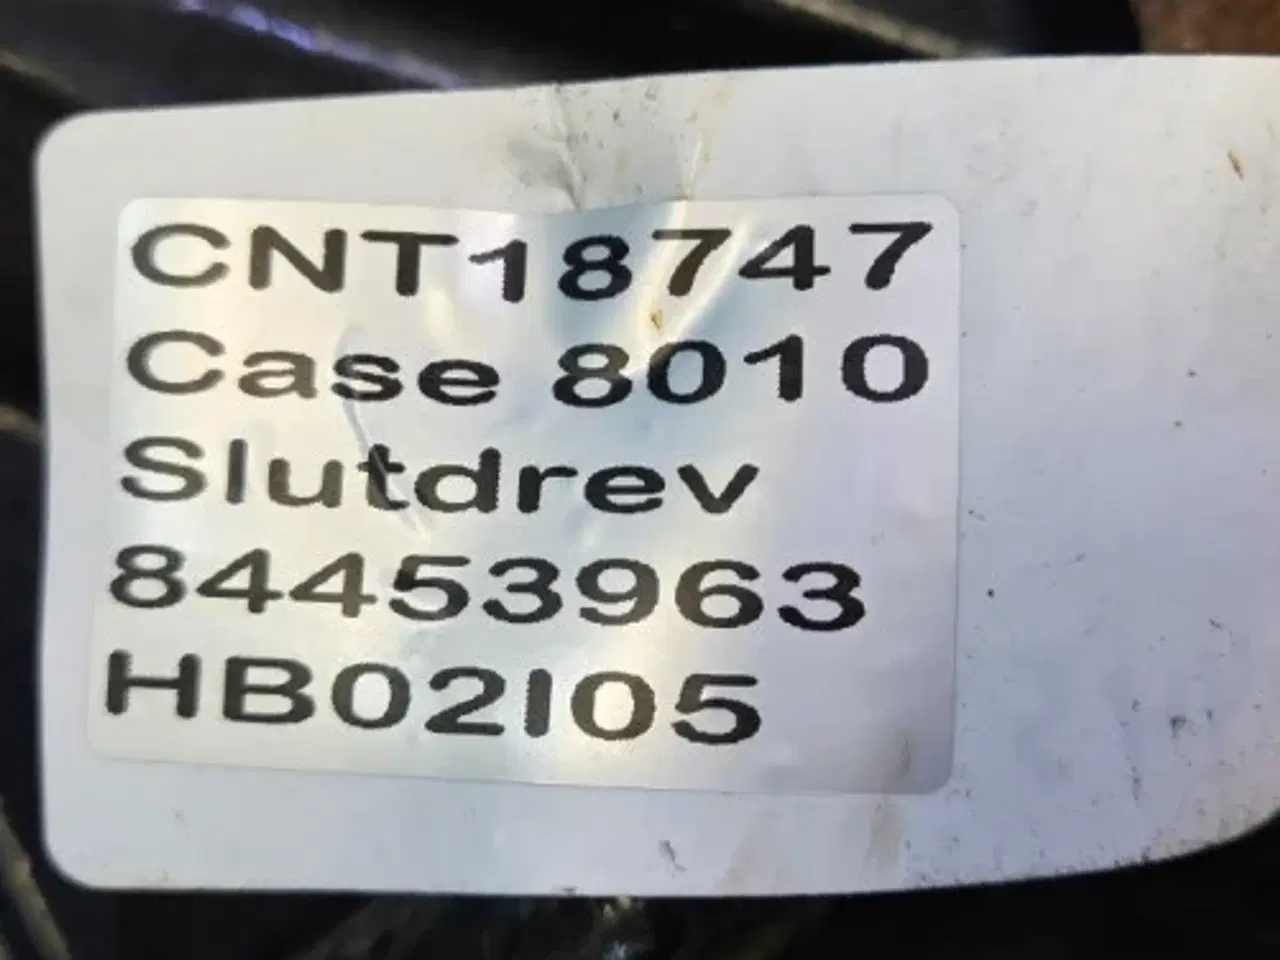 CNT18747
Case 8010
Slutdrev
84453963
HB02I05